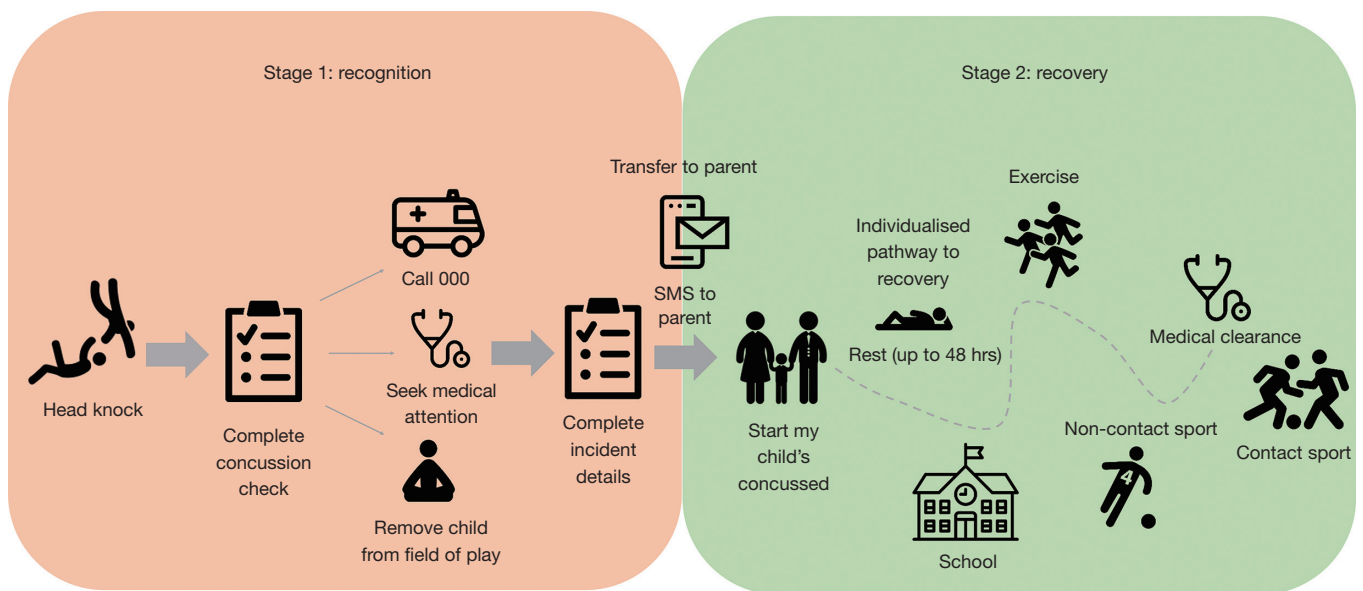 Stage 1: recognition
Head knock
Complete
concussion
check
Call 000
Seek medical
attention
Remove child
from field of play
Complete
incident
details
Transfer to parent
SMS to
parent
Stage 2: recovery
Start my
child's
concussed
Individualised
pathway to
recovery
Rest (up to 48 hrs)
School
Exercise
Non-contact sport
4
Medical clearance
Contact sport